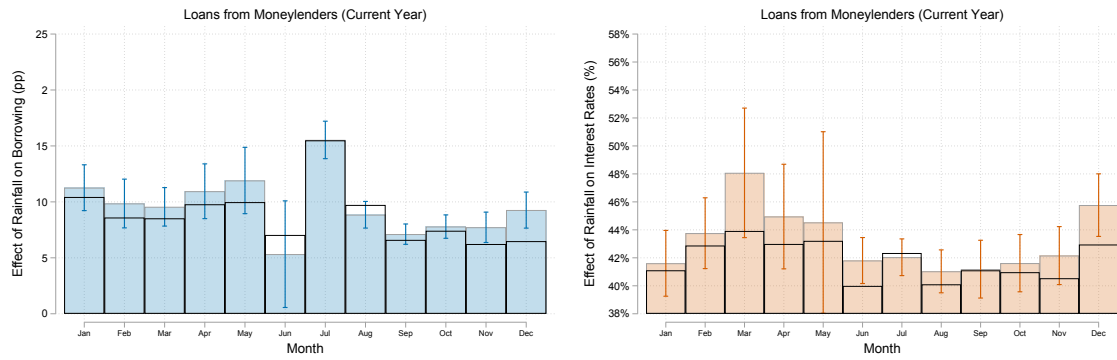 Loans from Moneylenders (Current Year)
Effect of Rainfall on Borrowing (pp)
25
2
15
10
5
0
Jan Feb Mar Apr May Jun Jul Aug Sep Oct Nov Dec
Month
Loans from Moneylenders (Current Year)
Effect of Rainfall on Interest Rates (%)
58%
56%
54%
52%
50%
48%
46%
44%
42%
40%
38%
Jan Feb Mar Apr May Jun Jul Aug Sep Oct Nov Dec
Month